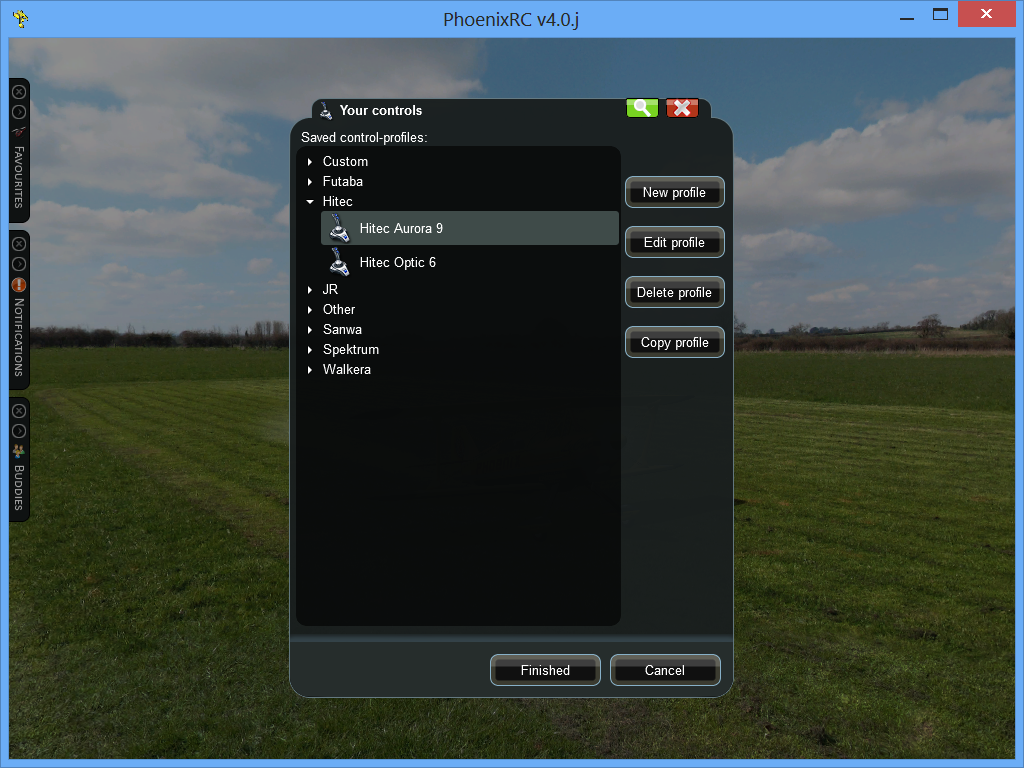 PhoenixRC v4.0.j
FAVOURITES
NOTIFICATIONS
BUDDIES
Your controls
Saved control-profiles:
Custom
Futaba
Hitec
Hitec Aurora 9
Hitec Optic 6
JR
Other
Sanwa
Spektrum
Walkera
New profile
Edit profile
Delete profile
Copy profile
Finished
Cancel